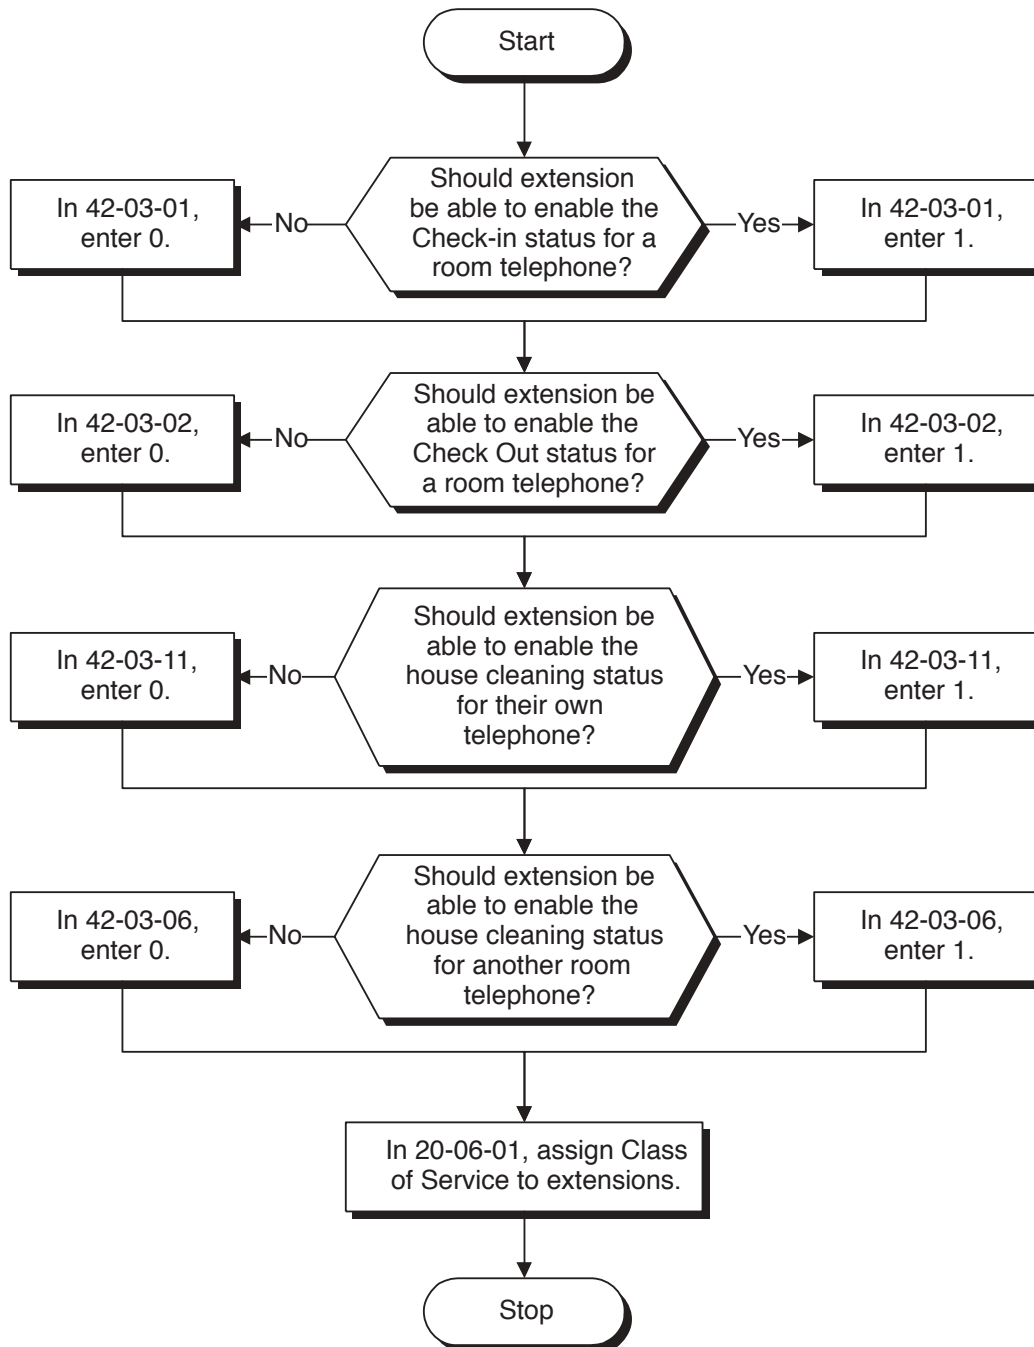 Start
Should extension
be able to enable the
Check-in status for a
room telephone?
No
Yes
In 42-03-01,
enter 0.
In 42-03-01,
enter 1.
Should extension be
able to enable the
Check Out status for
a room telephone?
No
Yes
In 42-03-02,
enter 0.
In 42-03-02,
enter 1.
Should extension be
able to enable the
house cleaning status
for their own
telephone?
No
Yes
In 42-03-11,
enter 0.
In 42-03-11,
enter 1.
Should extension be
able to enable the
house cleaning status
for another room
telephone?
No
Yes
In 42-03-06,
enter 0.
In 42-03-06,
enter 1.
In 20-06-01, assign Class
of Service to extensions.
Stop